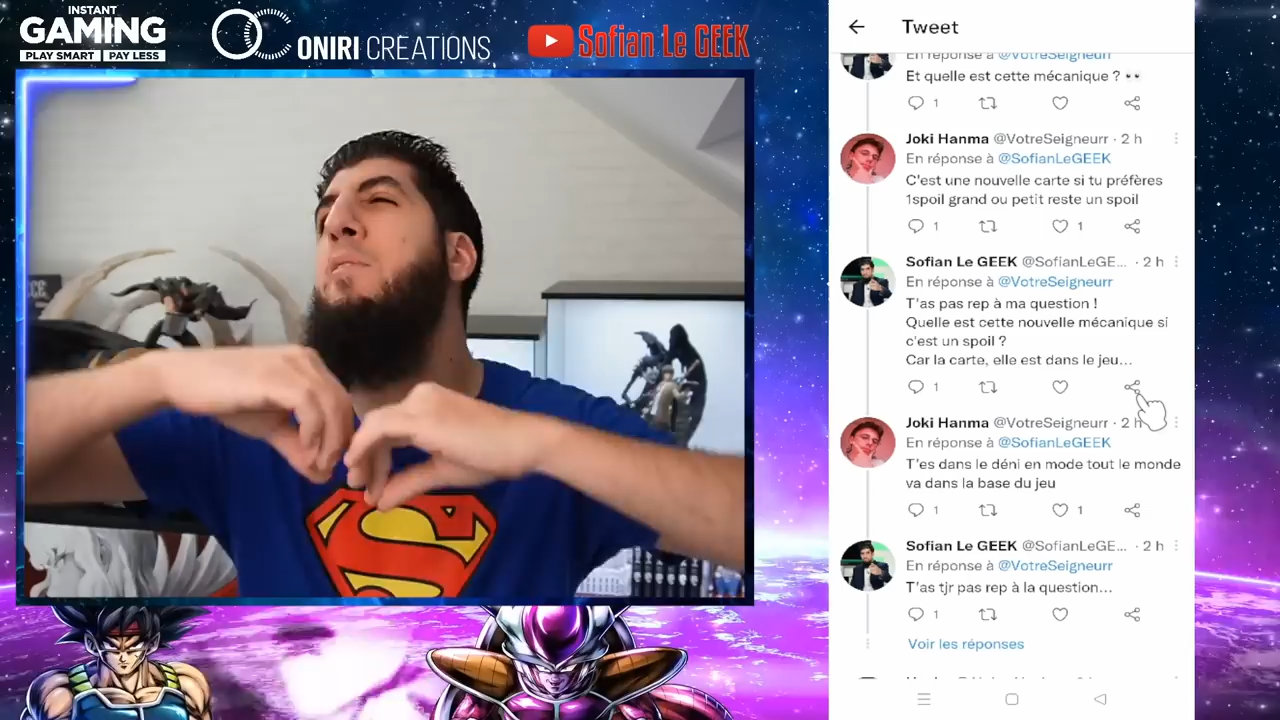 INSTANT
GAMING
PLAY SMART PAY LESS
ONIRI CREATIONS
Sofian Le GEEK
Tweet
En réponse à @VotreSeigneurr
Et quelle est cette mécanique ? 👀
1
Joki Hanma @VotreSeigneurr · 2 h
En réponse à @SofianLeGEEK
C'est une nouvelle carte si tu préfères
1spoil grand ou petit reste un spoil
1 1
Sofian Le GEEK @SofianLeGE... · 2 h
En réponse à @VotreSeigneurr
T'as pas rep à ma question !
Quelle est cette nouvelle mécanique si
c'est un spoil ?
Car la carte, elle est dans le jeu...
1
Joki Hanma @VotreSeigneurr · 2 h
En réponse à @SofianLeGEEK
T'es dans le déni en mode tout le monde
va dans la base du jeu
1 1
Sofian Le GEEK @SofianLeGE... · 2 h
En réponse à @VotreSeigneurr
T'as tjr pas rep à la question...
1
Voir les réponses